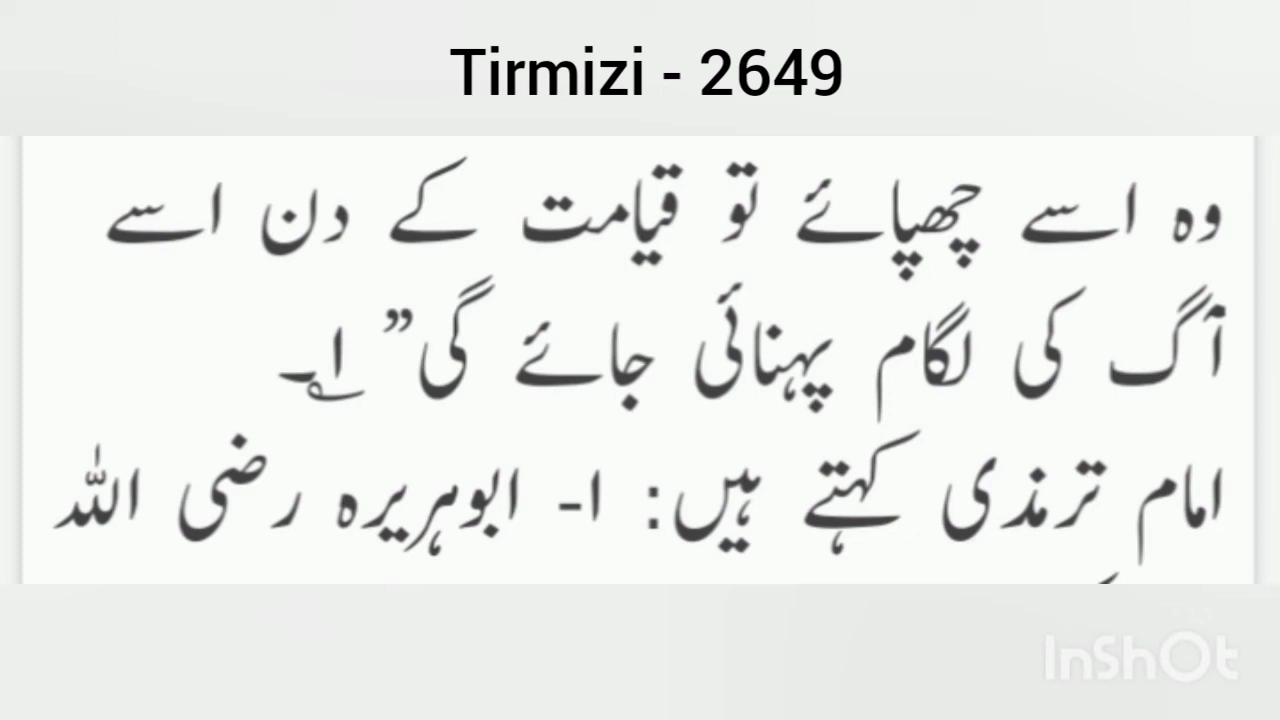 Tirmizi - 2649
وہ اسے چھپائے تو قیامت کے دن اسے
آگ کی لگام پہنائی جائے گی” ۱؎۔
امام ترمذی کہتے ہیں: ۱- ابوہریرہ رضی الله
InShOt